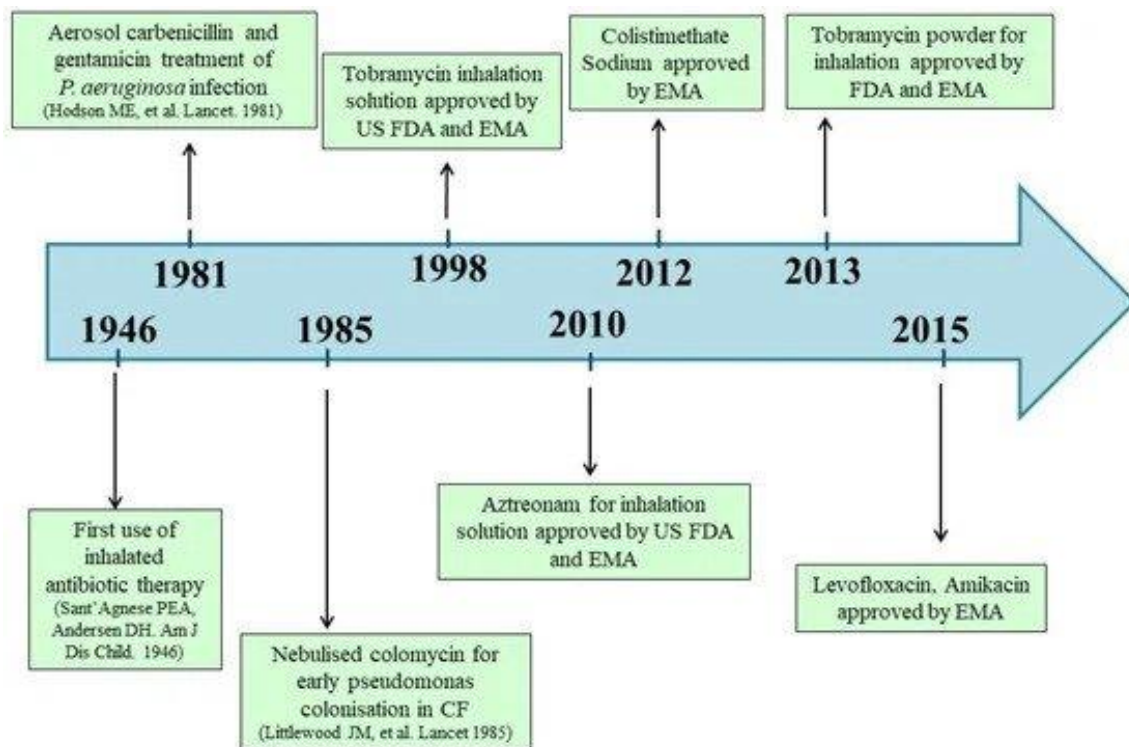 Aerosol carbenicillin and
gentamicin treatment of
P. aeruginosa infection
(Hodson ME, et al. Lancet. 1981)
Tobramycin inhalation
solution approved by
US FDA and EMA
Colistimethate
Sodium approved
by EMA
Tobramycin powder for
inhalation approved by
FDA and EMA
1981
1998
2012
2013
1946
1985
2010
2015
First use of
inhalated
antibiotic therapy
(Sant'Agnese PEA,
Andersen DH. Am J
Dis Child. 1946)
Nebulised colomycin for
early pseudomonas
colonisation in CF
(Littlewood JM, et al. Lancet 1985)
Aztreonam for inhalation
solution approved by US FDA
and EMA
Levofloxacin, Amikacin
approved by EMA